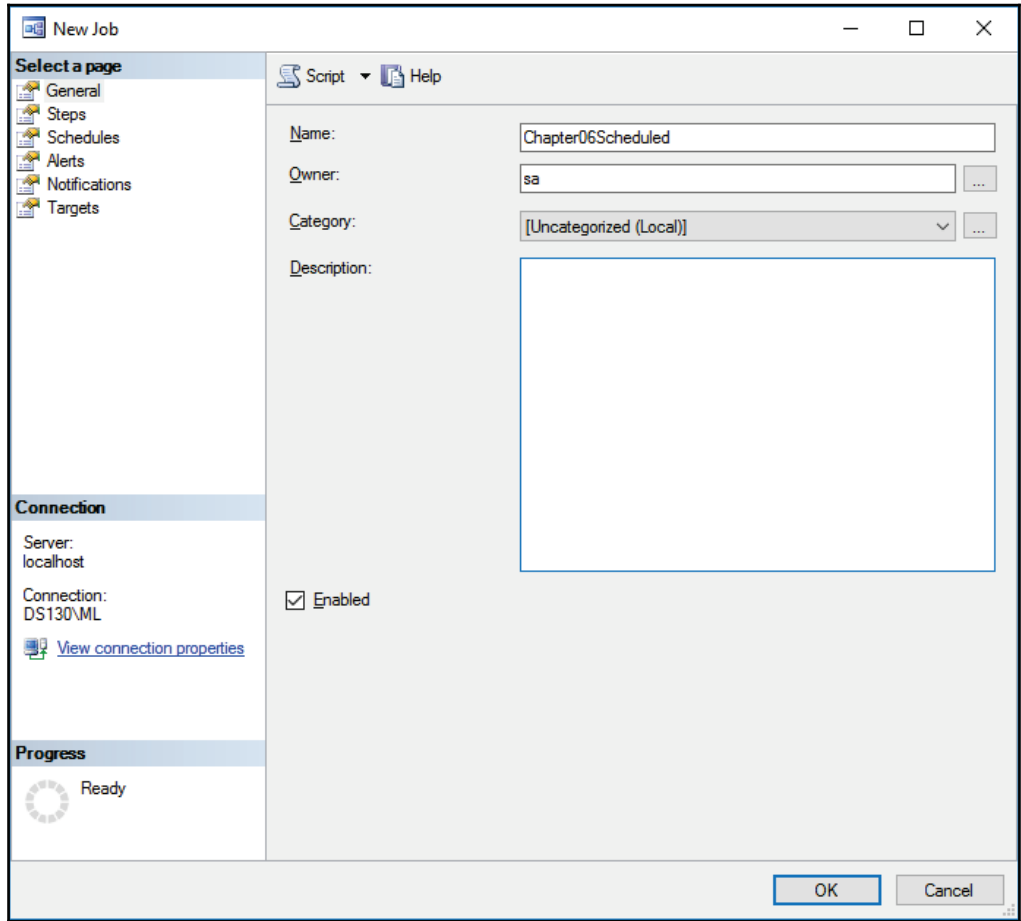 New Job
Select a page
General
Steps
Schedules
Alerts
Notifications
Targets
Script
Help
Name:
Chapter06Scheduled
Owner:
sa
...
Category:
[Uncategorized (Local)]
...
Description:
Enabled
Connection
Server:
localhost
Connection:
DS130\ML
View connection properties
Progress
Ready
OK
Cancel